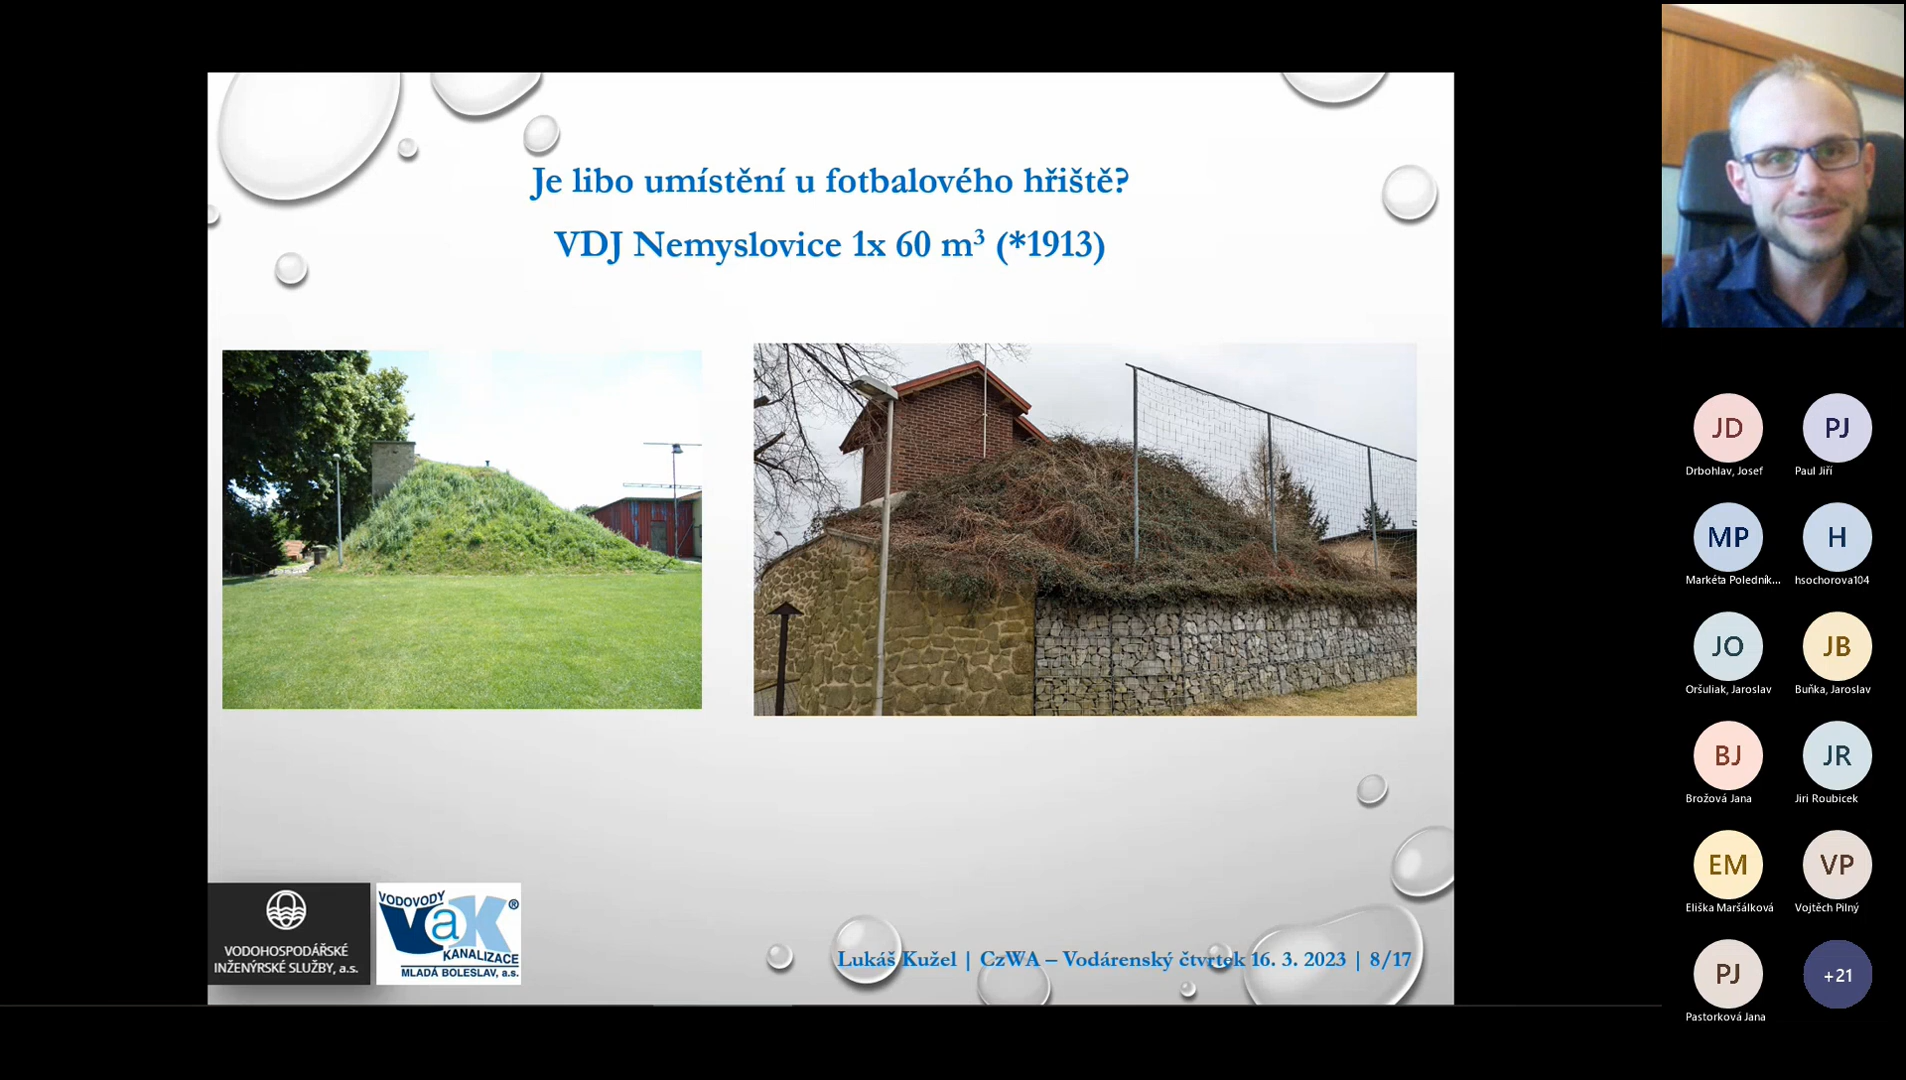 Je libo umístění u fotbalového hřiště?
VDJ Nemyslovice 1x 60 m³ (*1913)
VODOHOSPODÁŘSKÉ
INŽENÝRSKÉ SLUŽBY, a.s.
VODOVODY
VaK
®
KANALIZACE
MLADÁ BOLESLAV, a.s.
Lukáš Kužel | CzWA – Vodárenský čtvrtek 16. 3. 2023 | 8/17
JD
Drbohlav, Josef
PJ
Paul Jiří
MP
Markéta Poledník...
H
hsochorova104
JO
Oršuliak, Jaroslav
JB
Buňka, Jaroslav
BJ
Brožová Jana
JR
Jiri Roubicek
EM
Eliška Maršálková
VP
Vojtěch Pilný
PJ
Pastorková Jana
+21